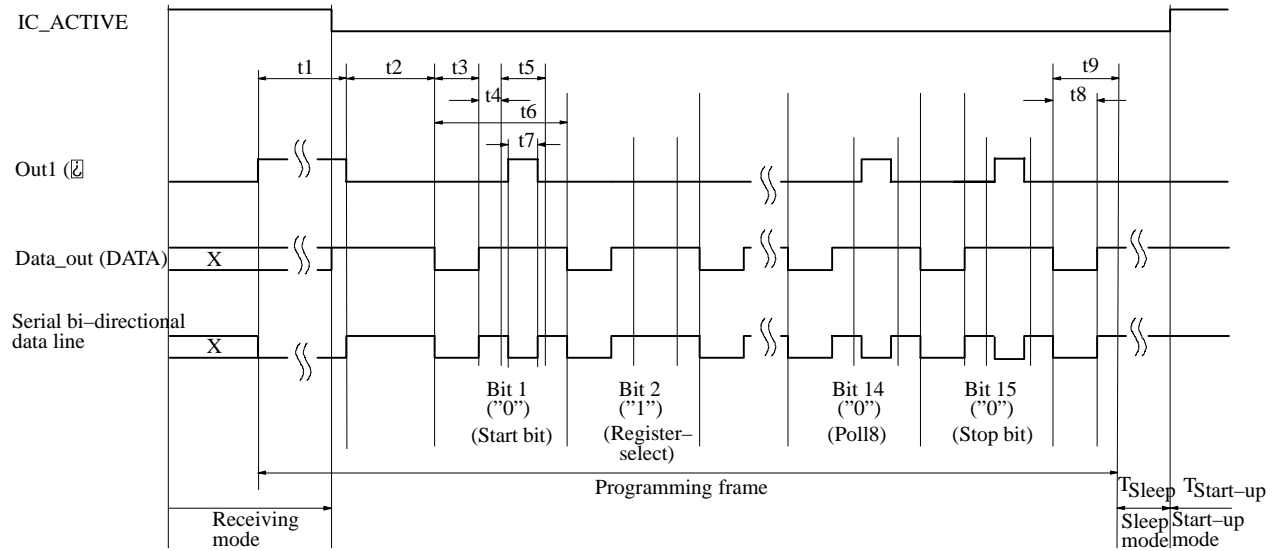 IC_ACTIVE
t1
t2
t3
t5
t9
t4
t6
t8
t7
Out1 (
Data_out (DATA)
X
Serial bi–directional
data line
X
Bit 1
(”0”)
(Start bit)
Bit 2
(”1”)
(Register–
select)
Bit 14
(”0”)
(Poll8)
Bit 15
(”0”)
(Stop bit)
Programming frame
TSleep
TStart–up
Receiving
mode
Sleep
mode
Start–up
mode